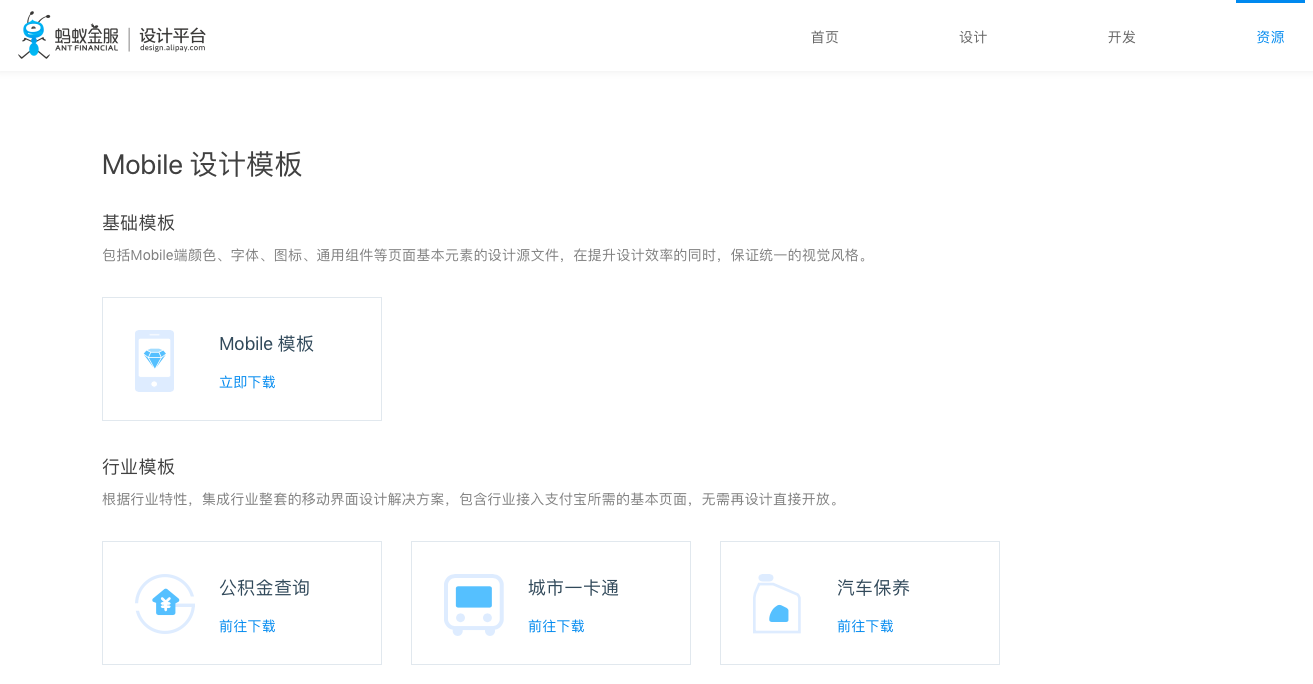 蚂蚁金服
ANT FINANCIAL
设计平台
design.alipay.com
首页
设计
开发
资源
Mobile 设计模板
基础模板
包括Mobile端颜色、字体、图标、通用组件等页面基本元素的设计源文件，在提升设计效率的同时，保证统一的视觉风格。
Mobile 模板
立即下载
行业模板
根据行业特性，集成行业整套的移动界面设计解决方案，包含行业接入支付宝所需的基本页面，无需再设计直接开放。
公积金查询
前往下载
城市一卡通
前往下载
汽车保养
前往下载